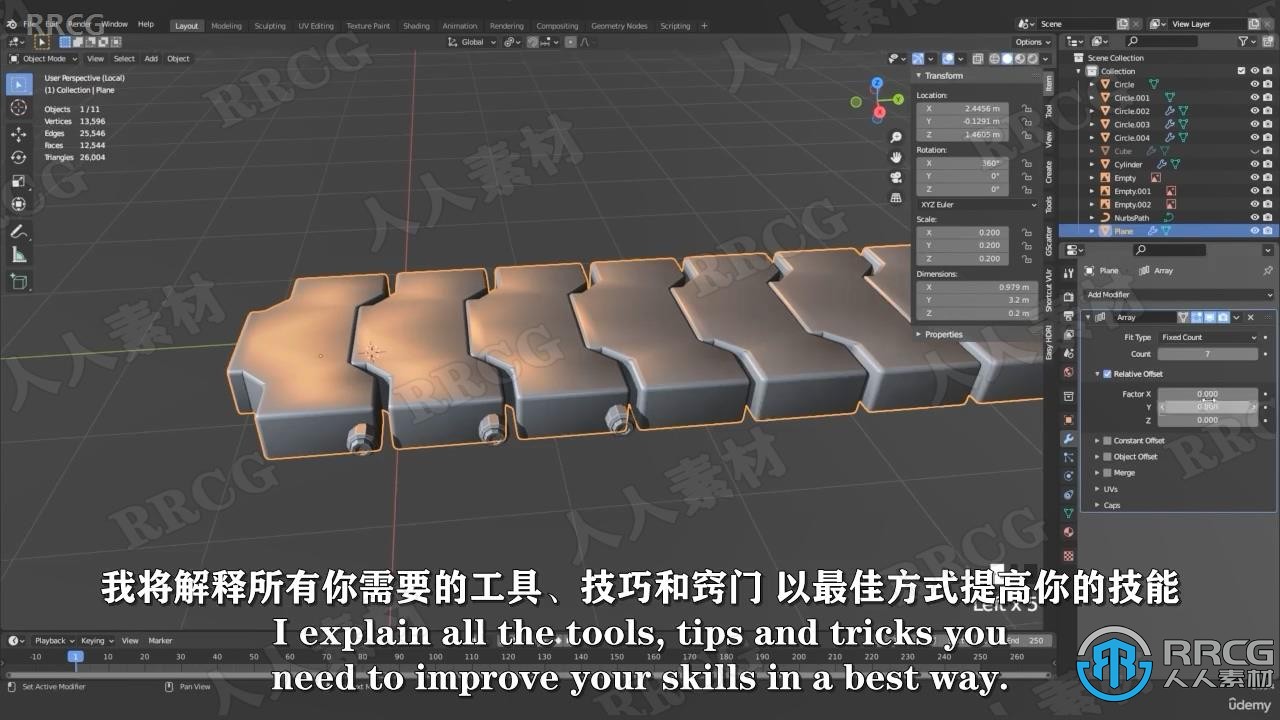 RRCG
File Render Window Help
Layout Modeling Sculpting UV Editing Texture Paint Shading Animation Rendering Compositing Geometry Nodes Scripting +
Scene View Layer
Global Options
Object Mode View Select Add Object
User Perspective (Local)
(1) Collection | Plane
Objects 1/11
Vertices 13,596
Edges 25,546
Faces 12,544
Triangles 26,004
Transform
Location:
X 2.4456 m
Y -0.1291 m
Z 1.4605 m
Rotation:
X 360°
Y 0°
Z 0°
XYZ Euler
Scale:
X 0.200
Y 0.200
Z 0.200
Dimensions:
X 0.979 m
Y 3.2 m
Z 0.2 m
Properties
Item
Tool
View
Create
Tools
GScatter
Shortcut VUr
Easy HDRI
Scene Collection
Collection
Circle
Circle.001
Circle.002
Circle.003
Circle.004
Cube
Cylinder
Empty
Empty.001
Empty.002
NurbsPath
Plane
Plane Array
Add Modifier
Array
Fit Type Fixed Count
Count 7
Relative Offset
Factor X 0.000
Y
Z 0.000
Constant Offset
Object Offset
Merge
UVs
Caps
我将解释所有你需要的工具、技巧和窍门 以最佳方式提高你的技能
Left x 5
I explain all the tools, tips and tricks you
need to improve your skills in a best way.
Playback Keying View Marker
End 250
-10 1 10 20 30 40 50 60 70 80 90 100 110 120 130 140 150 160 170 180 190 200 210 220 230 240 250 260
Set Active Modifier Pan View
RRCG
人人素材
ûdemy